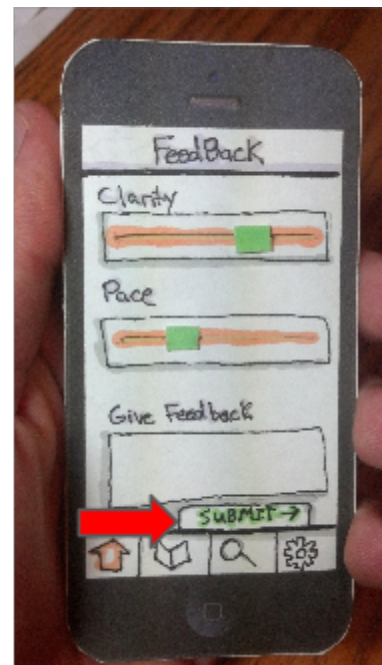 FeedBack
Clarity
Pace
Give Feedback
SUBMIT →